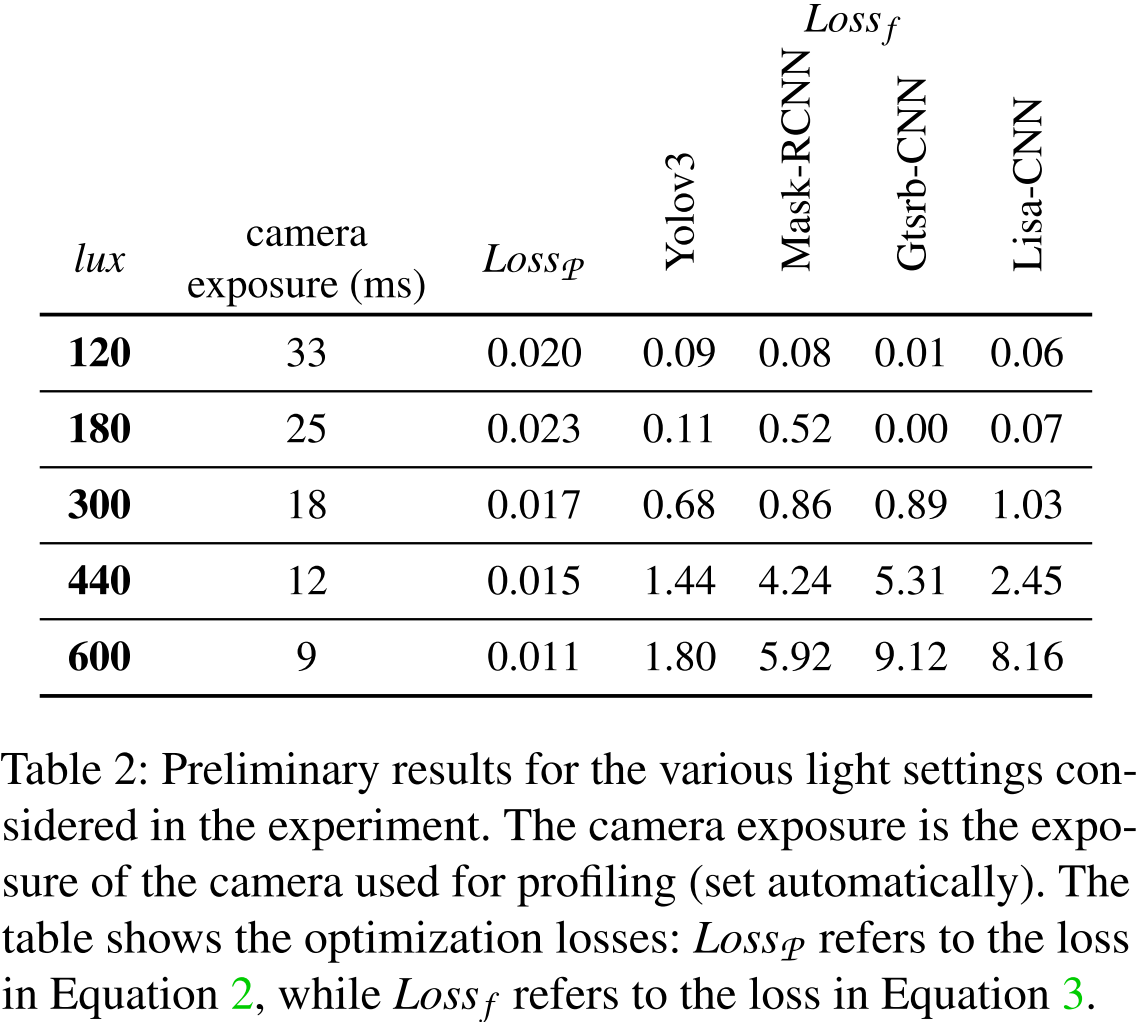 Loss_f
lux camera exposure (ms) Loss_𝒫 Yolov3 Mask-RCNN Gtsrb-CNN Lisa-CNN
120 33 0.020 0.09 0.08 0.01 0.06
180 25 0.023 0.11 0.52 0.00 0.07
300 18 0.017 0.68 0.86 0.89 1.03
440 12 0.015 1.44 4.24 5.31 2.45
600 9 0.011 1.80 5.92 9.12 8.16
Table 2: Preliminary results for the various light settings con-
sidered in the experiment. The camera exposure is the expo-
sure of the camera used for profiling (set automatically). The
table shows the optimization losses: Loss_𝒫 refers to the loss
in Equation 2, while Loss_f refers to the loss in Equation 3.